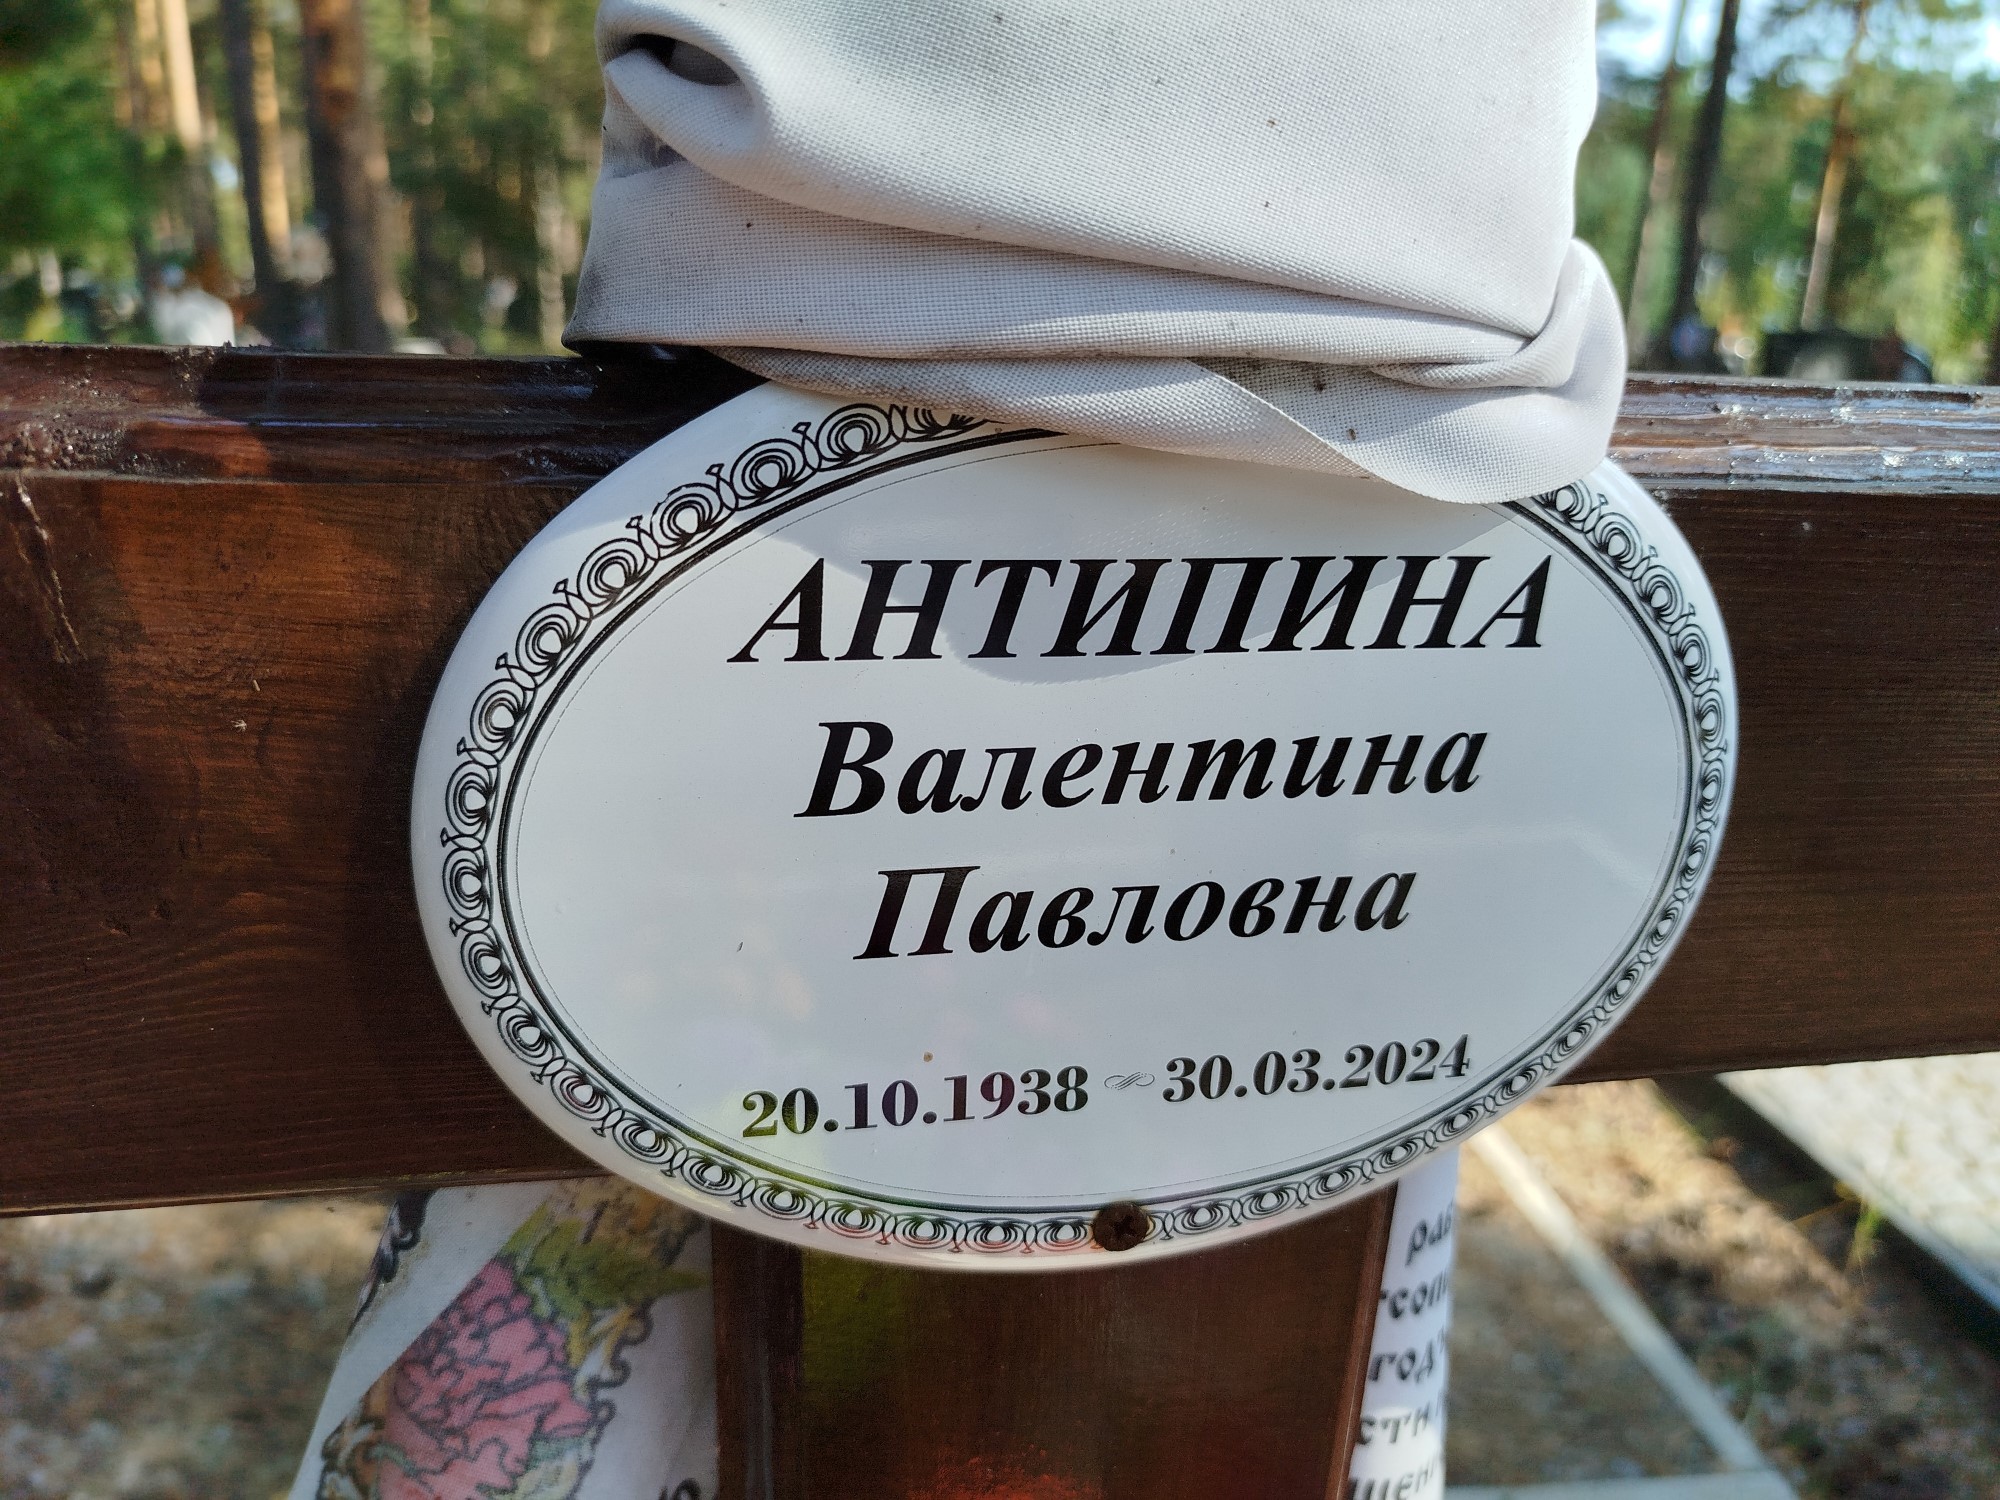 АНТИПИНА
Валентина
Павловна
20.10.1938 30.03.2024